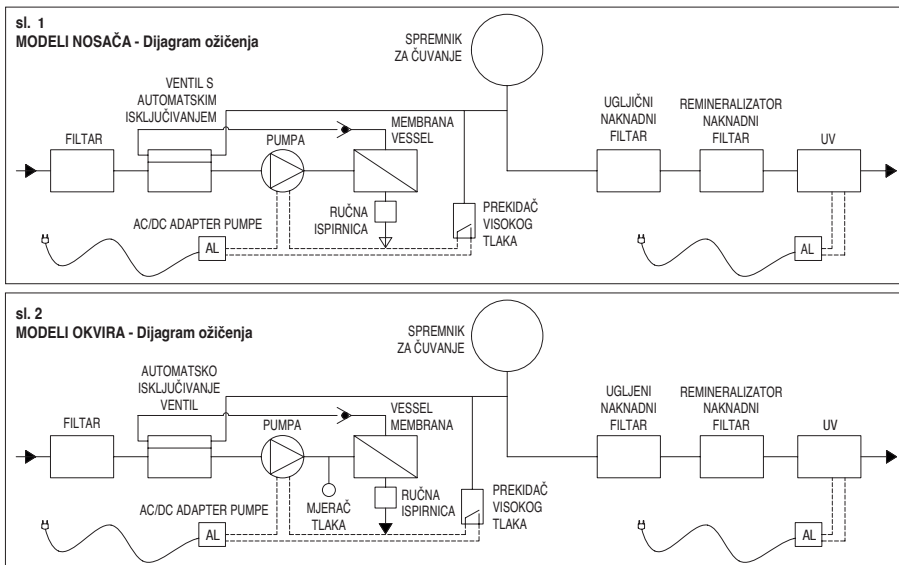 sl. 1
MODELI NOSAČA - Dijagram ožičenja
SPREMNIK
ZA ČUVANJE
VENTIL S
AUTOMATSKIM
ISKLJUČIVANJEM
FILTAR
PUMPA
MEMBRANA
VESSEL
UGLJIČNI
NAKNADNI
FILTAR
REMINERALIZATOR
NAKNADNI
FILTAR
UV
RUČNA
ISPIRNICA
PREKIDAČ
VISOKOG
TLAKA
AC/DC ADAPTER PUMPE
AL
AL
sl. 2
MODELI OKVIRA - Dijagram ožičenja
SPREMNIK
ZA ČUVANJE
AUTOMATSKO
ISKLJUČIVANJE
VENTIL
FILTAR
PUMPA
VESSEL
MEMBRANA
UGLJENI
NAKNADNI
FILTAR
REMINERALIZATOR
NAKNADNI
FILTAR
UV
MJERAČ
TLAKA
RUČNA
ISPIRNICA
PREKIDAČ
VISOKOG
TLAKA
AC/DC ADAPTER PUMPE
AL
AL